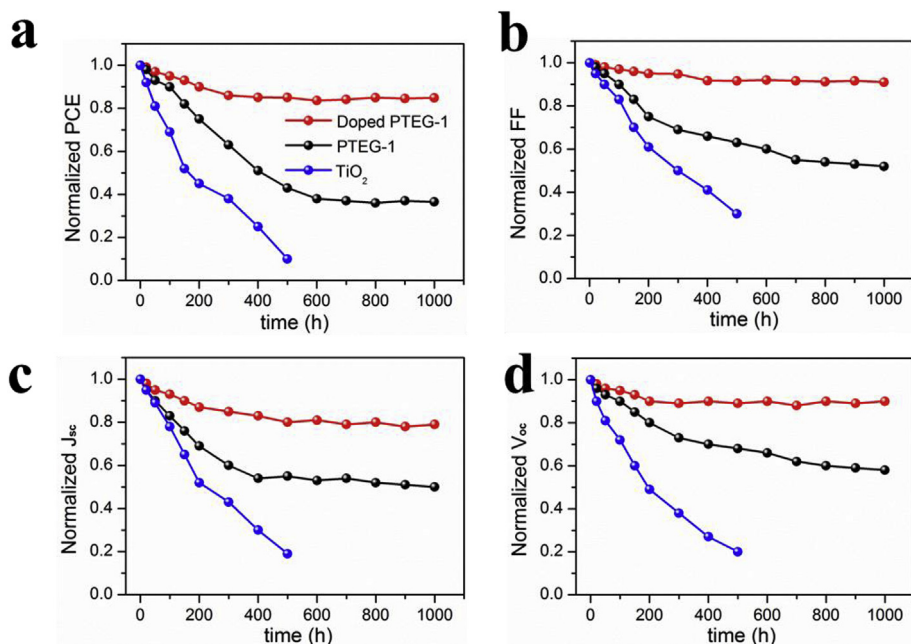 a
Normalized PCE
1.0
0.8
0.6
0.4
0.2
0.0
Doped PTEG-1
PTEG-1
TiO₂
0 200 400 600 800 1000
time (h)
b
Normalized FF
1.0
0.8
0.6
0.4
0.2
0.0
0 200 400 600 800 1000
time (h)
c
Normalized Jsc
1.0
0.8
0.6
0.4
0.2
0.0
0 200 400 600 800 1000
time (h)
d
Normalized Voc
1.0
0.8
0.6
0.4
0.2
0.0
0 200 400 600 800 1000
time (h)